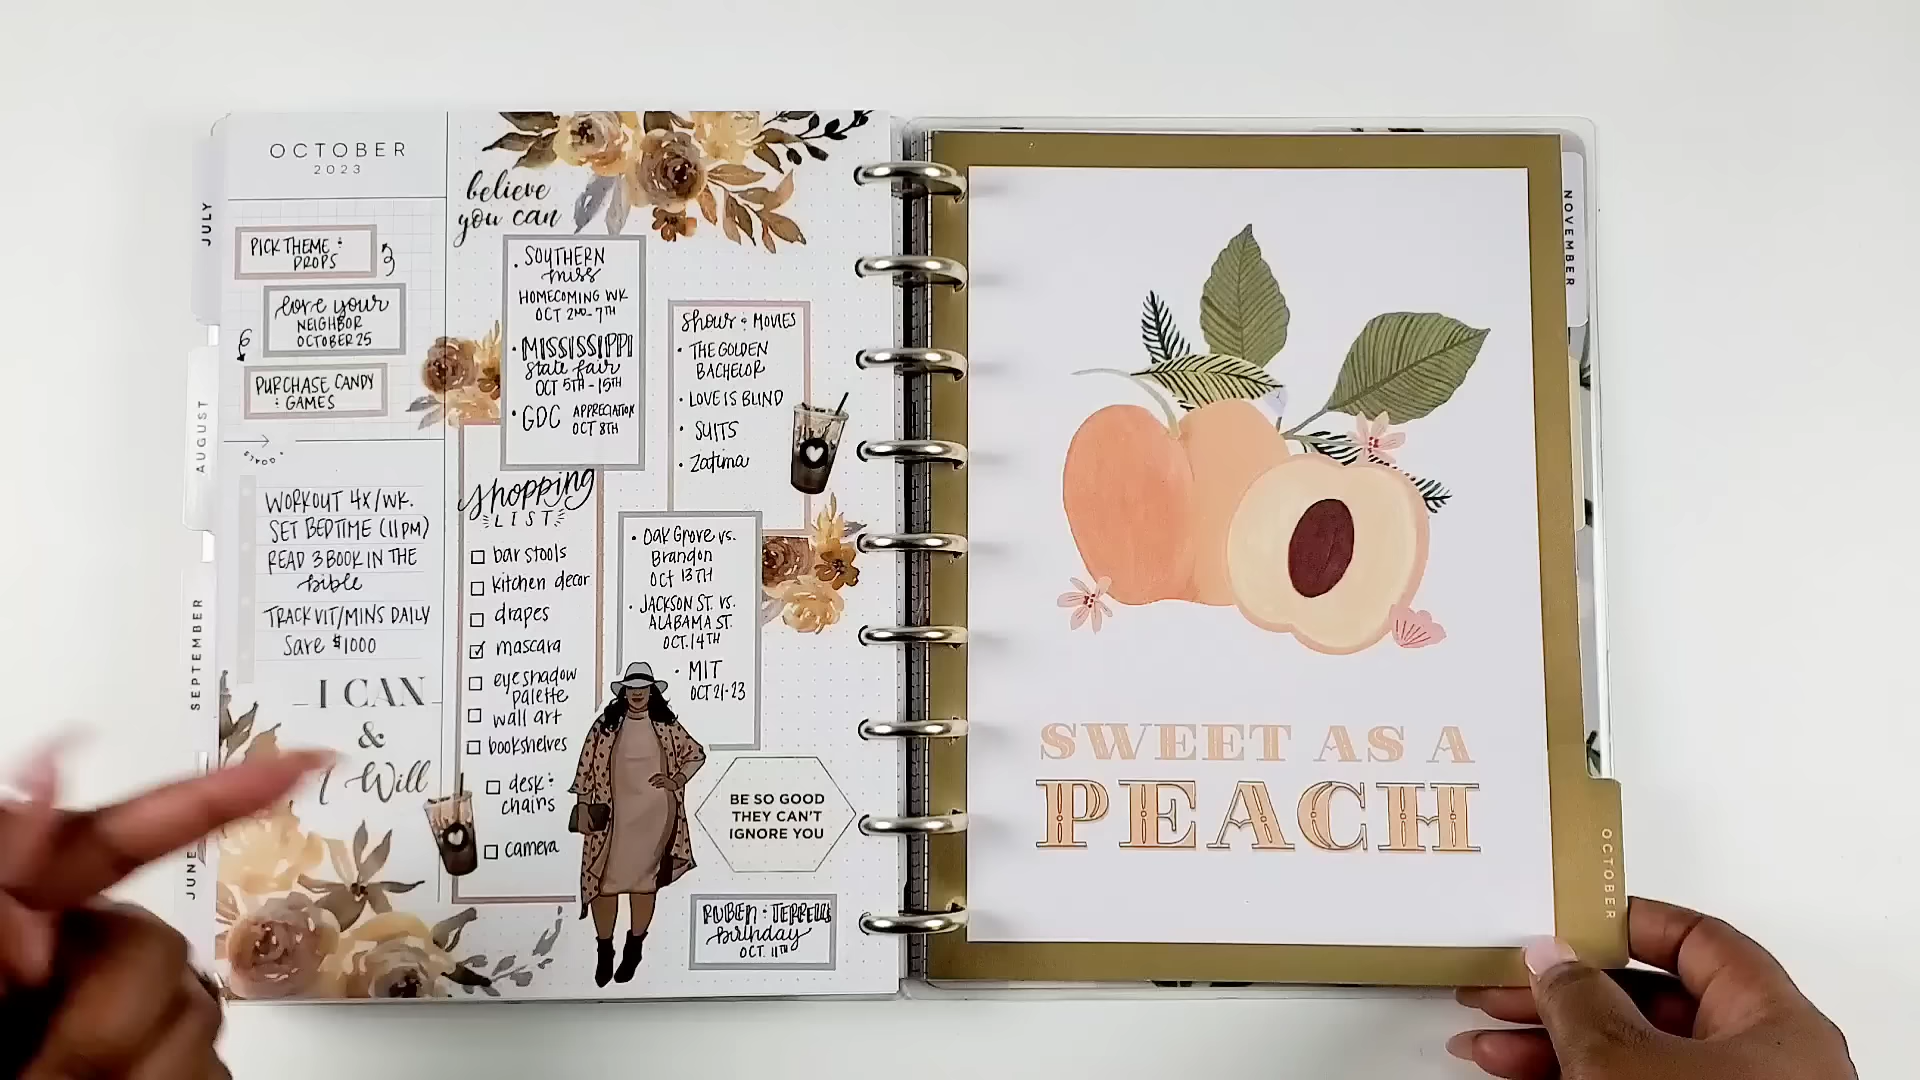 OCTOBER
2023
PICK THEME &
PROPS
love your
NEIGHBOR
OCTOBER 25
PURCHASE CANDY
& GAMES
GOALS
WORKOUT 4X/WK.
SET BEDTIME (11PM)
READ 3 BOOK IN THE
bible
TRACK VIT/MINS DAILY
Save $1000
I CAN
&
I Will
believe
you can
• SOUTHERN
miss
HOMECOMING WK
OCT 2ND-7TH
• MISSISSIPPI
state fair
OCT 5TH-15TH
• GDC APPRECIATION
OCT 8TH
shopping
LIST
bar stools
kitchen decor
drapes
mascara
eyeshadow
palette
wall art
bookshelves
desk &
chairs
camera
Shows & MOVIES
• THE GOLDEN
BACHELOR
• LOVE IS BLIND
• SUITS
• Zatima
• Oak Grove vs.
Brandon
OCT 13TH
• JACKSON ST. vs.
ALABAMA ST.
OCT. 14TH
• MIT
OCT 21-23
BE SO GOOD
THEY CAN'T
IGNORE YOU
RUBEN & TERRELL'S
birthday
OCT. 11TH
SWEET AS A
PEACH
JULY
AUGUST
SEPTEMBER
JUNE
NOVEMBER
OCTOBER